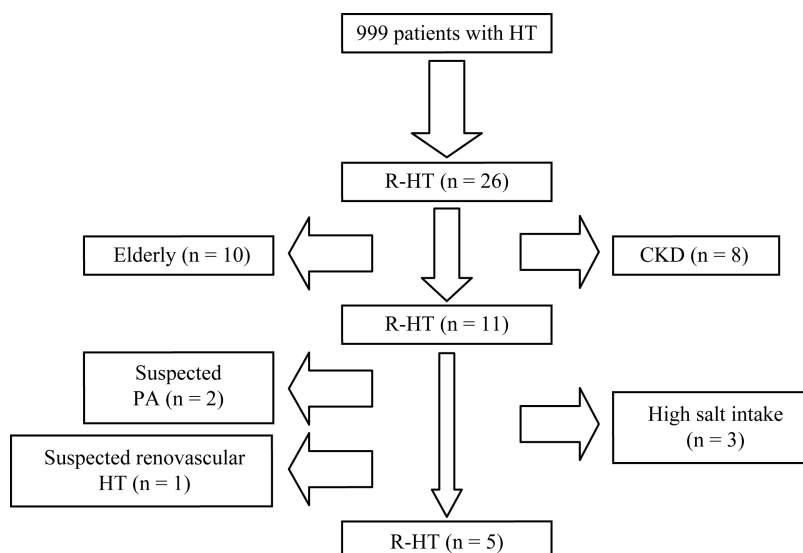 999 patients with HT
R-HT (n = 26)
Elderly (n = 10)
CKD (n = 8)
R-HT (n = 11)
Suspected
PA (n = 2)
High salt intake
(n = 3)
Suspected renovascular
HT (n = 1)
R-HT (n = 5)